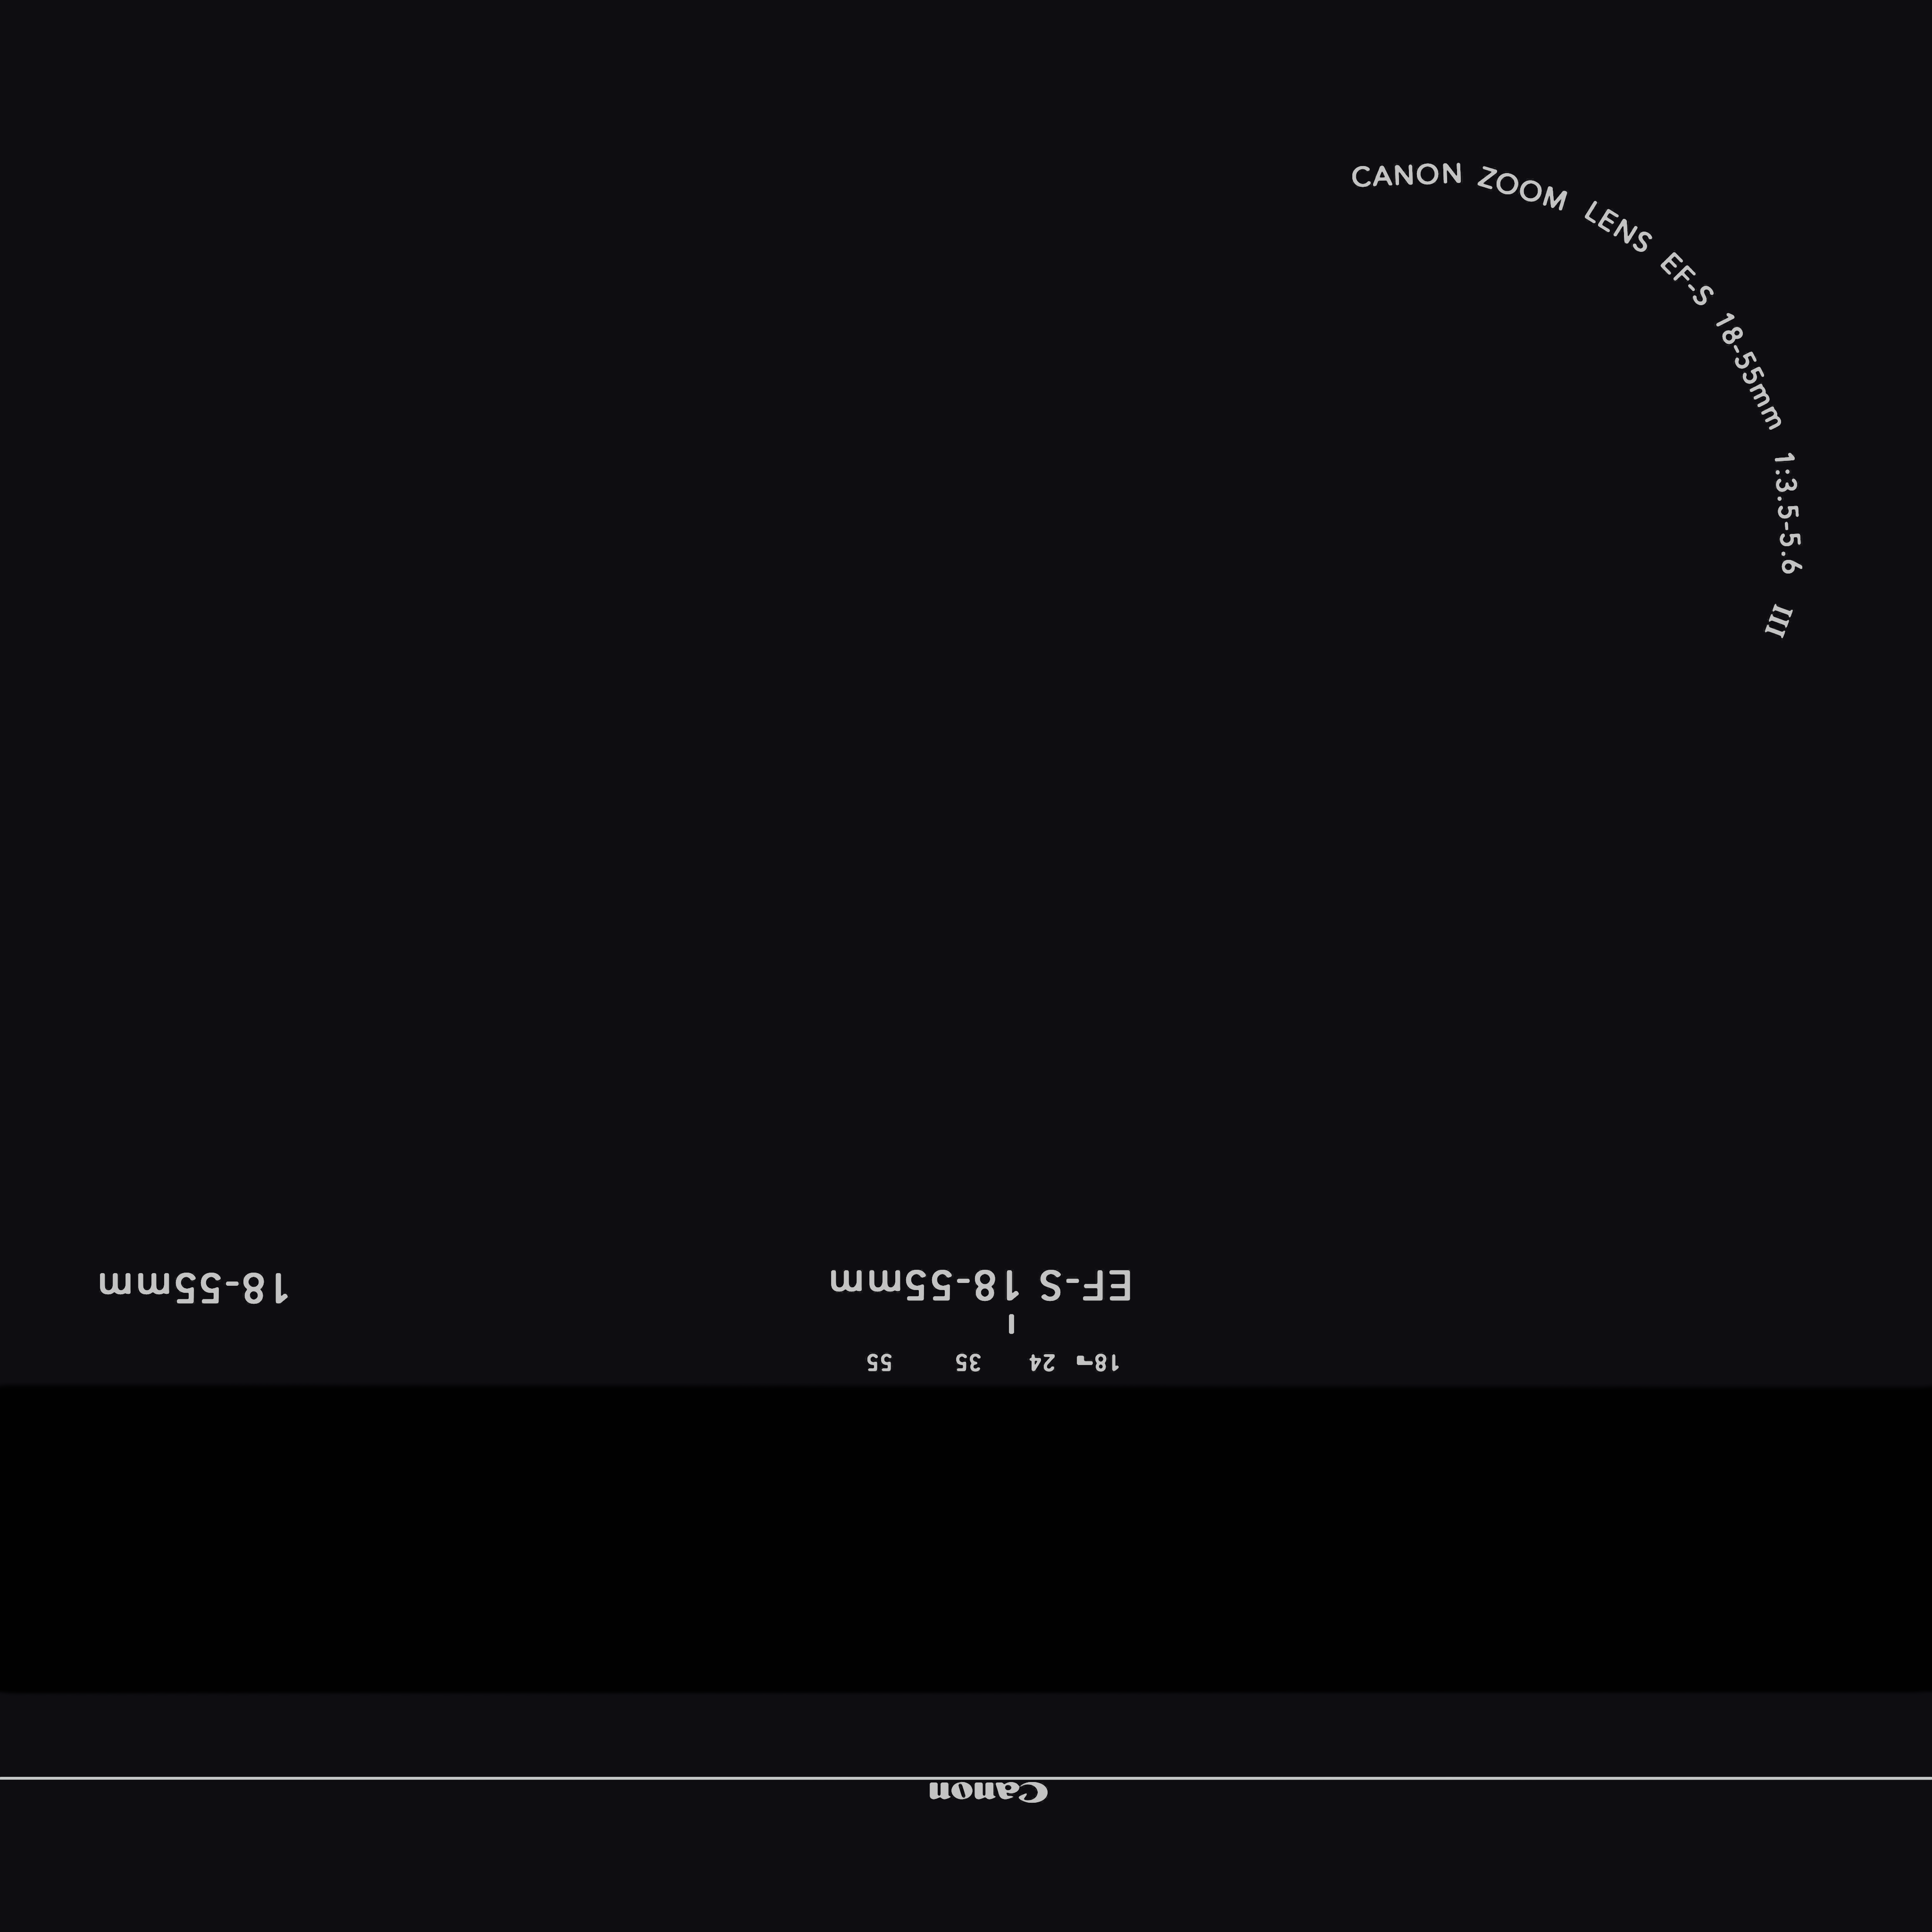 CANON ZOOM LENS EF-S 18-55mm 1:3.5-5.6 III
18-55mm
EF-S 18-55mm
18 24 35 55
Canon